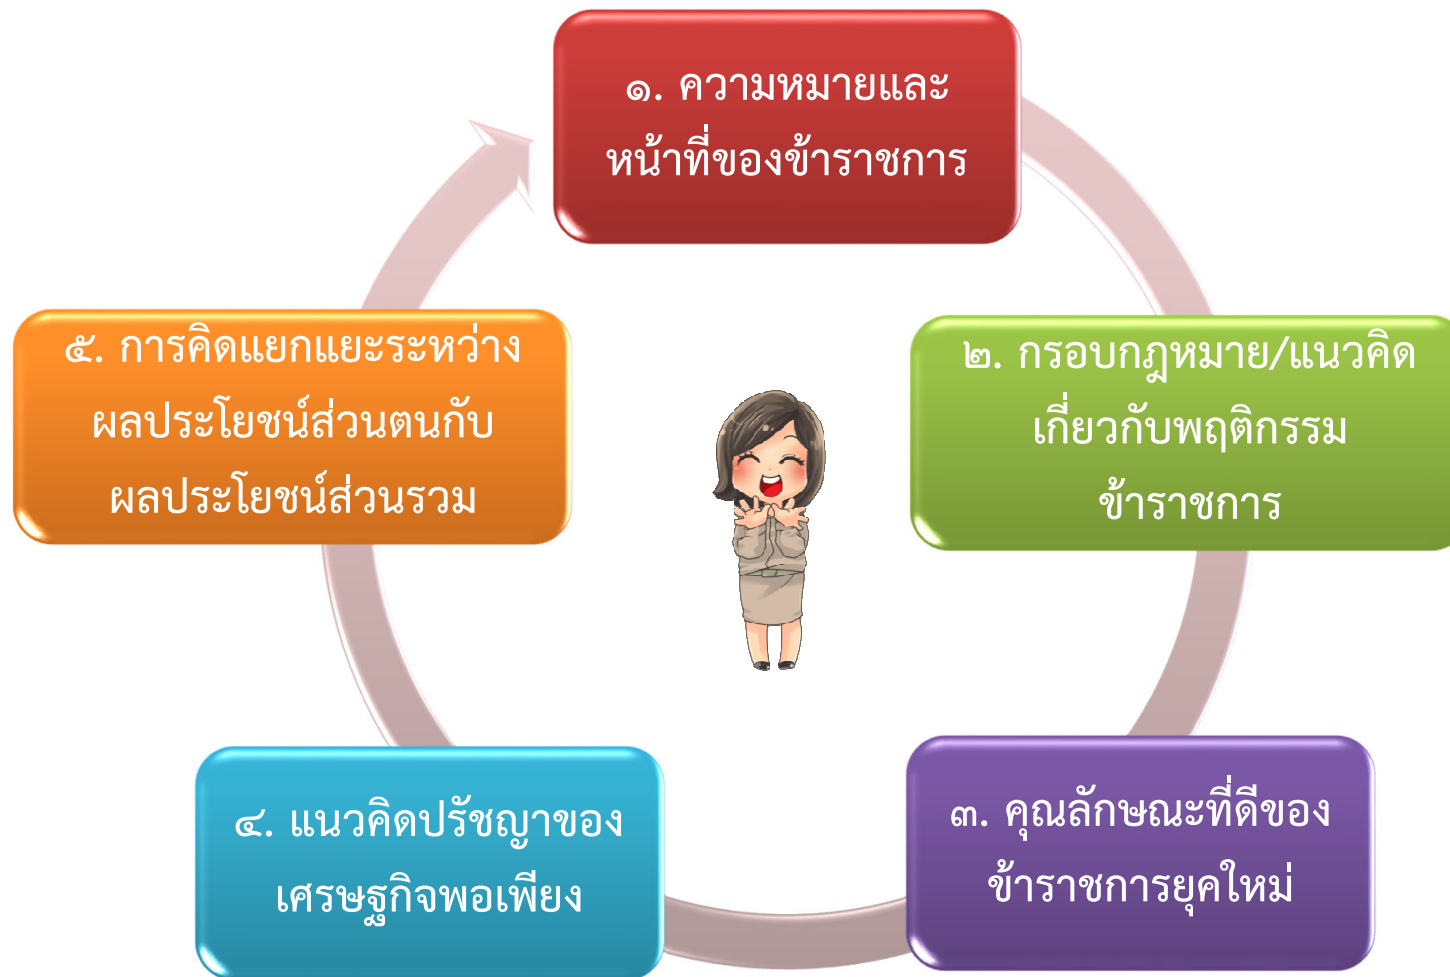 ๑. ความหมายและ
หน้าที่ของข้าราชการ
๒. กรอบกฎหมาย/แนวคิด
เกี่ยวกับพฤติกรรม
ข้าราชการ
๓. คุณลักษณะที่ดีของ
ข้าราชการยุคใหม่
๔. แนวคิดปรัชญาของ
เศรษฐกิจพอเพียง
๕. การคิดแยกแยะระหว่าง
ผลประโยชน์ส่วนตนกับ
ผลประโยชน์ส่วนรวม